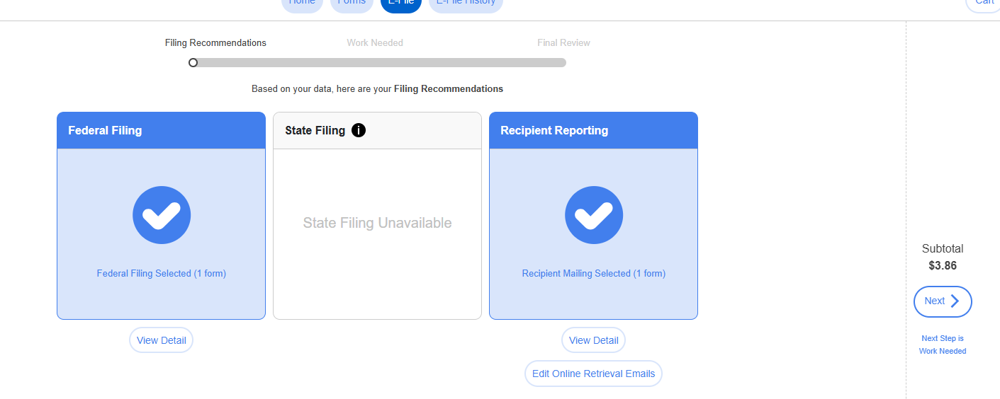 Home Forms E-File E-File History Cart
Filing Recommendations Work Needed Final Review
Based on your data, here are your Filing Recommendations
Federal Filing
Federal Filing Selected (1 form)
View Detail
State Filing i
State Filing Unavailable
Recipient Reporting
Recipient Mailing Selected (1 form)
View Detail
Edit Online Retrieval Emails
Subtotal
$3.86
Next
Next Step is
Work Needed